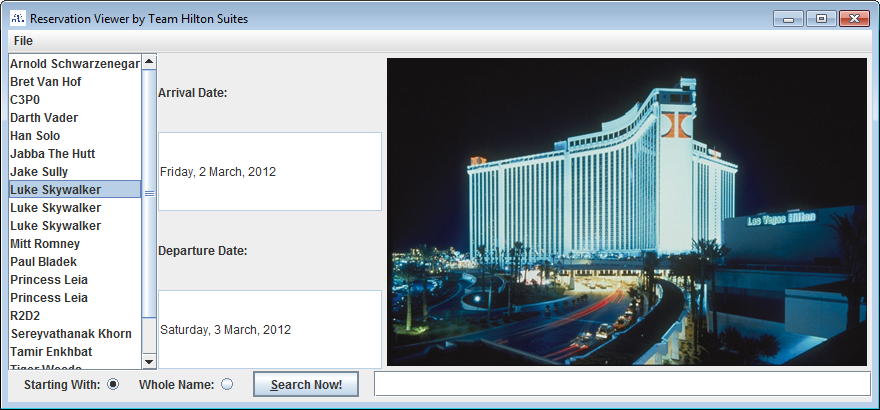 Reservation Viewer by Team Hilton Suites
File
Arnold Schwarzenegar
Bret Van Hof
C3P0
Darth Vader
Han Solo
Jabba The Hutt
Jake Sully
Luke Skywalker
Luke Skywalker
Luke Skywalker
Mitt Romney
Paul Bladek
Princess Leia
Princess Leia
R2D2
Sereyvathanak Khorn
Tamir Enkhbat
Tiger Woods
Arrival Date:
Friday, 2 March, 2012
Departure Date:
Saturday, 3 March, 2012
Las Vegas Hilton
Starting With:
Whole Name:
Search Now!